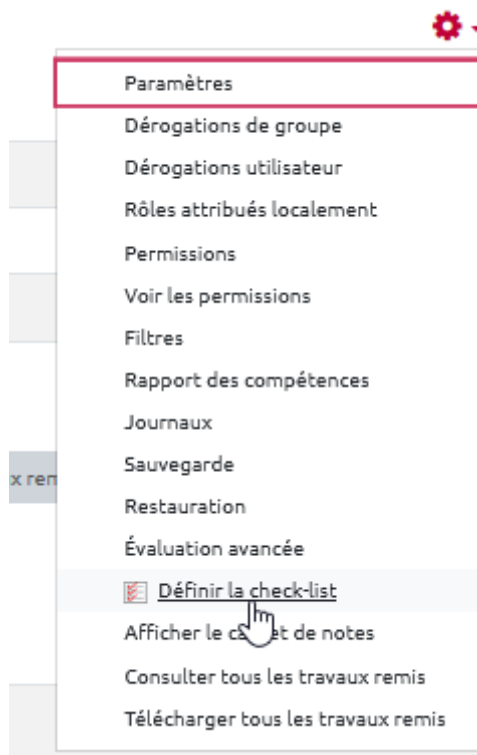 Paramètres
Dérogations de groupe
Dérogations utilisateur
Rôles attribués localement
Permissions
Voir les permissions
Filtres
Rapport des compétences
Journaux
Sauvegarde
x rem
Restauration
Évaluation avancée
Définir la check-list
Afficher le carnet de notes
Consulter tous les travaux remis
Télécharger tous les travaux remis